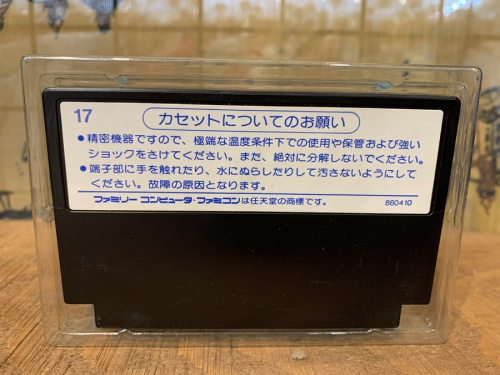 17
カセットについてのお願い
●精密機器ですので、極端な温度条件下での使用や保管および強い
ショックをさけてください。また、絶対に分解しないでください。
●端子部に手を触れたり、水にぬらしたりして汚さないようにして
ください。故障の原因となります。
ファミリー コンピュータ・ファミコンは任天堂の商標です。
860410